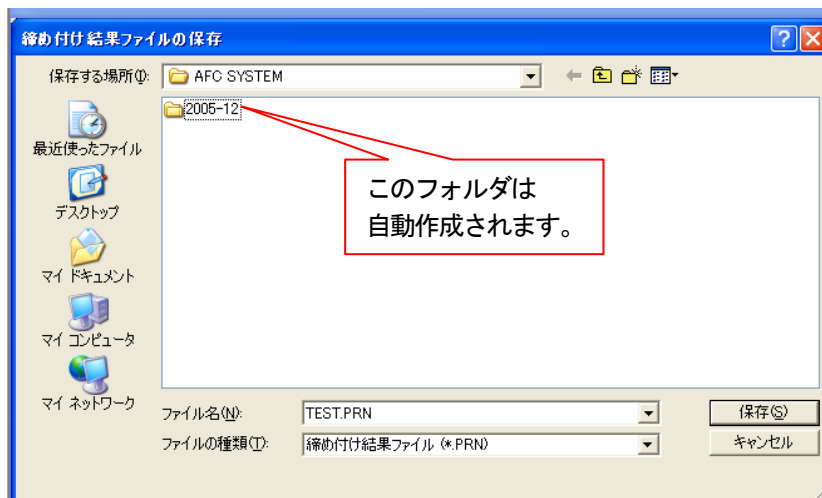 締め付け結果ファイルの保存
保存する場所(I): AFC SYSTEM
2005-12
最近使ったファイル
このフォルダは
自動作成されます。
デスクトップ
マイ ドキュメント
マイ コンピュータ
マイ ネットワーク
ファイル名(N): TEST.PRN 保存(S)
ファイルの種類(T): 締め付け結果ファイル (*.PRN) キャンセル